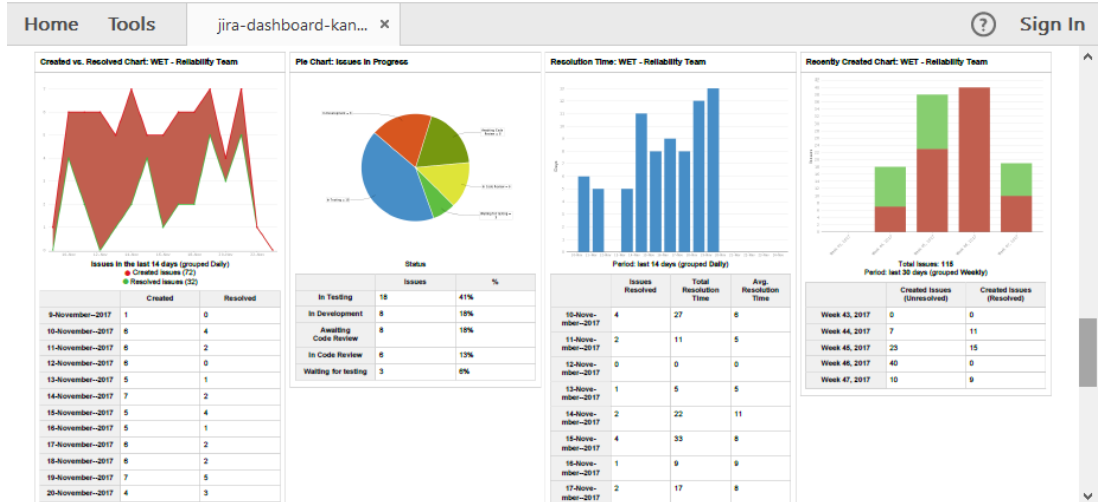 Home Tools jira-dashboard-kan... × ? Sign In
Created vs. Resolved Chart: WET - Reliability Team
Issues in the last 14 days (grouped Daily)
Created Issues (72)
Resolved Issues (32)
Created Resolved
9-November--2017 1 0
10-November--2017 6 4
11-November--2017 6 2
12-November--2017 6 0
13-November--2017 5 1
14-November--2017 7 2
15-November--2017 5 4
16-November--2017 5 1
17-November--2017 6 2
18-November--2017 6 2
19-November--2017 7 5
20-November--2017 4 3
Pie Chart: Issues In Progress
Status
Issues %
In Testing 18 41%
In Development 8 18%
Awaiting
Code Review 8 18%
In Code Review 6 13%
Waiting for testing 3 6%
Resolution Time: WET - Reliability Team
Days
Period: last 14 days (grouped Daily)
Issues
Resolved Total
Resolution
Time Avg.
Resolution
Time
10-Nove-
mber--2017 4 27 6
11-Nove-
mber--2017 2 11 5
12-Nove-
mber--2017 0 0 0
13-Nove-
mber--2017 1 5 5
14-Nove-
mber--2017 2 22 11
15-Nove-
mber--2017 4 33 8
16-Nove-
mber--2017 1 9 9
17-Nove-
mber--2017 2 17 8
Recently Created Chart: WET - Reliability Team
Issues
Total Issues: 115
Period: last 30 days (grouped Weekly)
Created Issues
(Unresolved) Created Issues
(Resolved)
Week 43, 2017 0 0
Week 44, 2017 7 11
Week 45, 2017 23 15
Week 46, 2017 40 0
Week 47, 2017 10 9